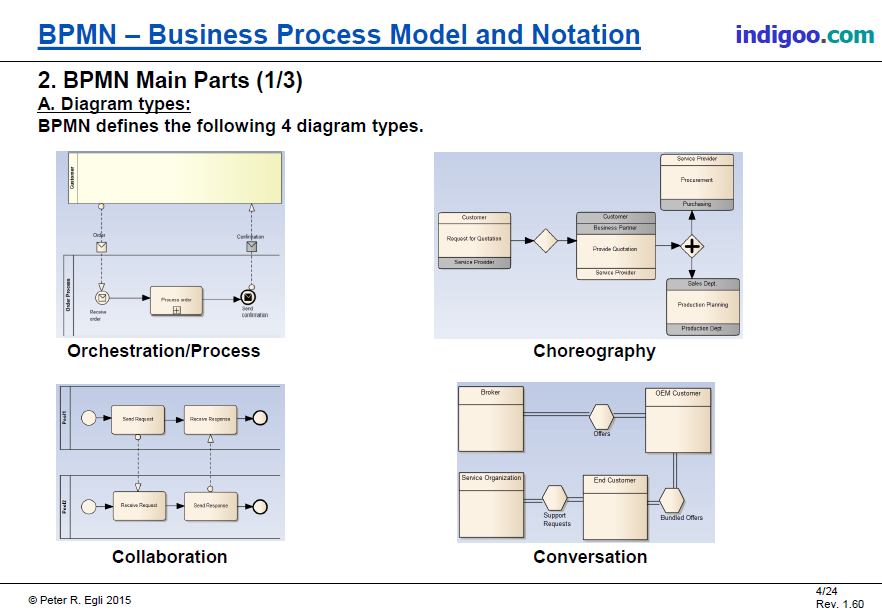 BPMN – Business Process Model and Notation
indigoo.com
2. BPMN Main Parts (1/3)
A. Diagram types:
BPMN defines the following 4 diagram types.
Customer
Order
Confirmation
Order Process
Receive
order
Process order
Send
confirmation
Orchestration/Process
Customer
Request for Quotation
Service Provider
Customer
Business Partner
Provide Quotation
Service Provider
Service Provider
Procurement
Purchasing
Sales Dept.
Production Planning
Production Dept.
Choreography
Pool1
Send Request
Receive Response
Pool2
Receive Request
Send Response
Collaboration
Broker
Offers
OEM Customer
Service Organization
Support
Requests
End Customer
Bundled Offers
Conversation
© Peter R. Egli 2015
4/24
Rev. 1.60